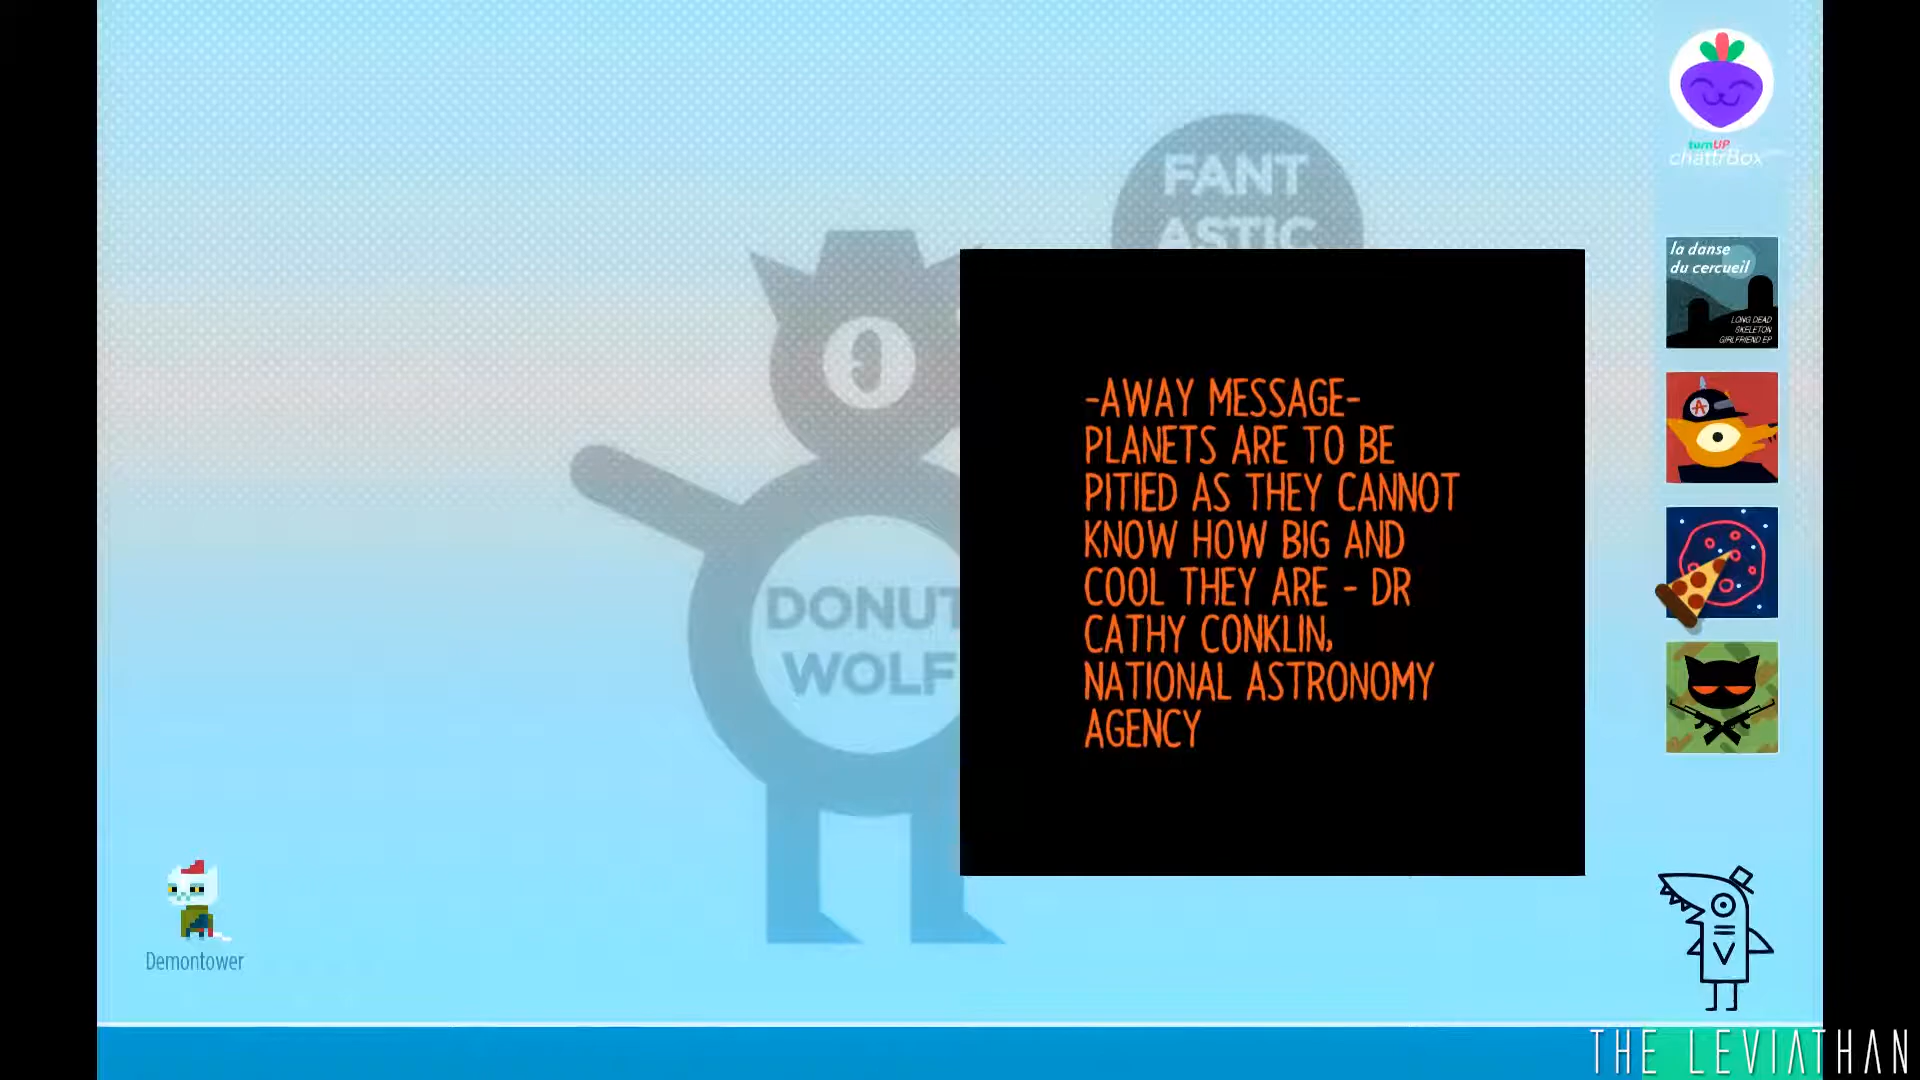 turnUP
chattrBox
FANT
ASTIC
la danse
du cercueil
LONG DEAD
SKELETON
GIRLFRIEND EP
A
-AWAY MESSAGE-
PLANETS ARE TO BE
PITIED AS THEY CANNOT
KNOW HOW BIG AND
COOL THEY ARE - DR
CATHY CONKLIN,
NATIONAL ASTRONOMY
AGENCY
DONUT
WOLF
Demontower
THE LEVIATHAN